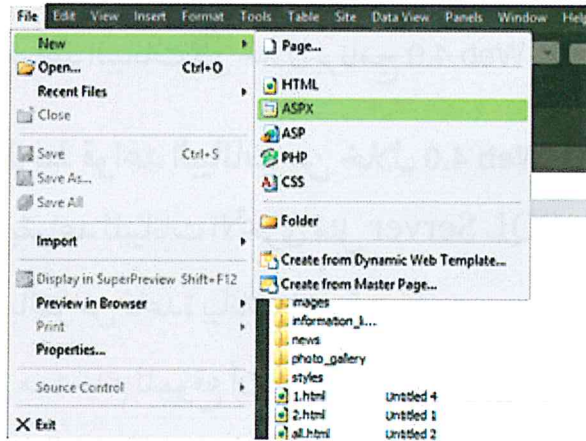 File Edit View Insert Format Tools Table Site Data View Panels Window Help
New
Open... Ctrl+O
Recent Files
Close
Save Ctrl+S
Save As...
Save All
Import
Display in SuperPreview Shift+F12
Preview in Browser
Print
Properties...
Source Control
Exit
Page...
HTML
ASPX
ASP
PHP
CSS
Folder
Create from Dynamic Web Template...
Create from Master Page...
images
information_li...
news
photo_gallery
styles
1.html Untitled 4
2.html Untitled 1
all.html Untitled 2